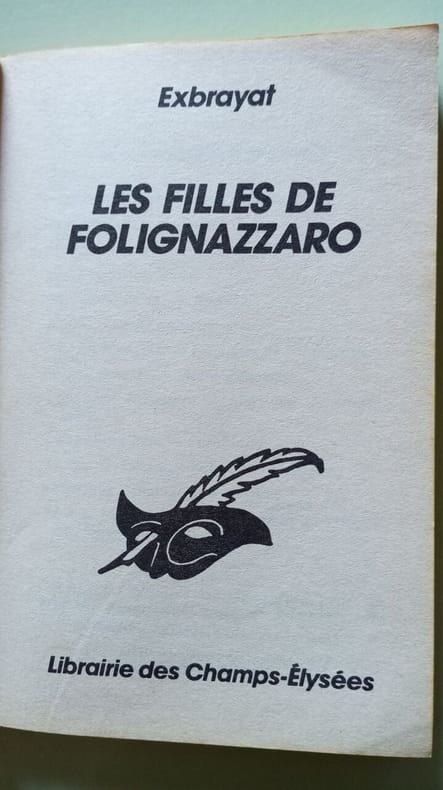 Exbrayat
LES FILLES DE
FOLIGNAZZARO
Librairie des Champs-Élysées